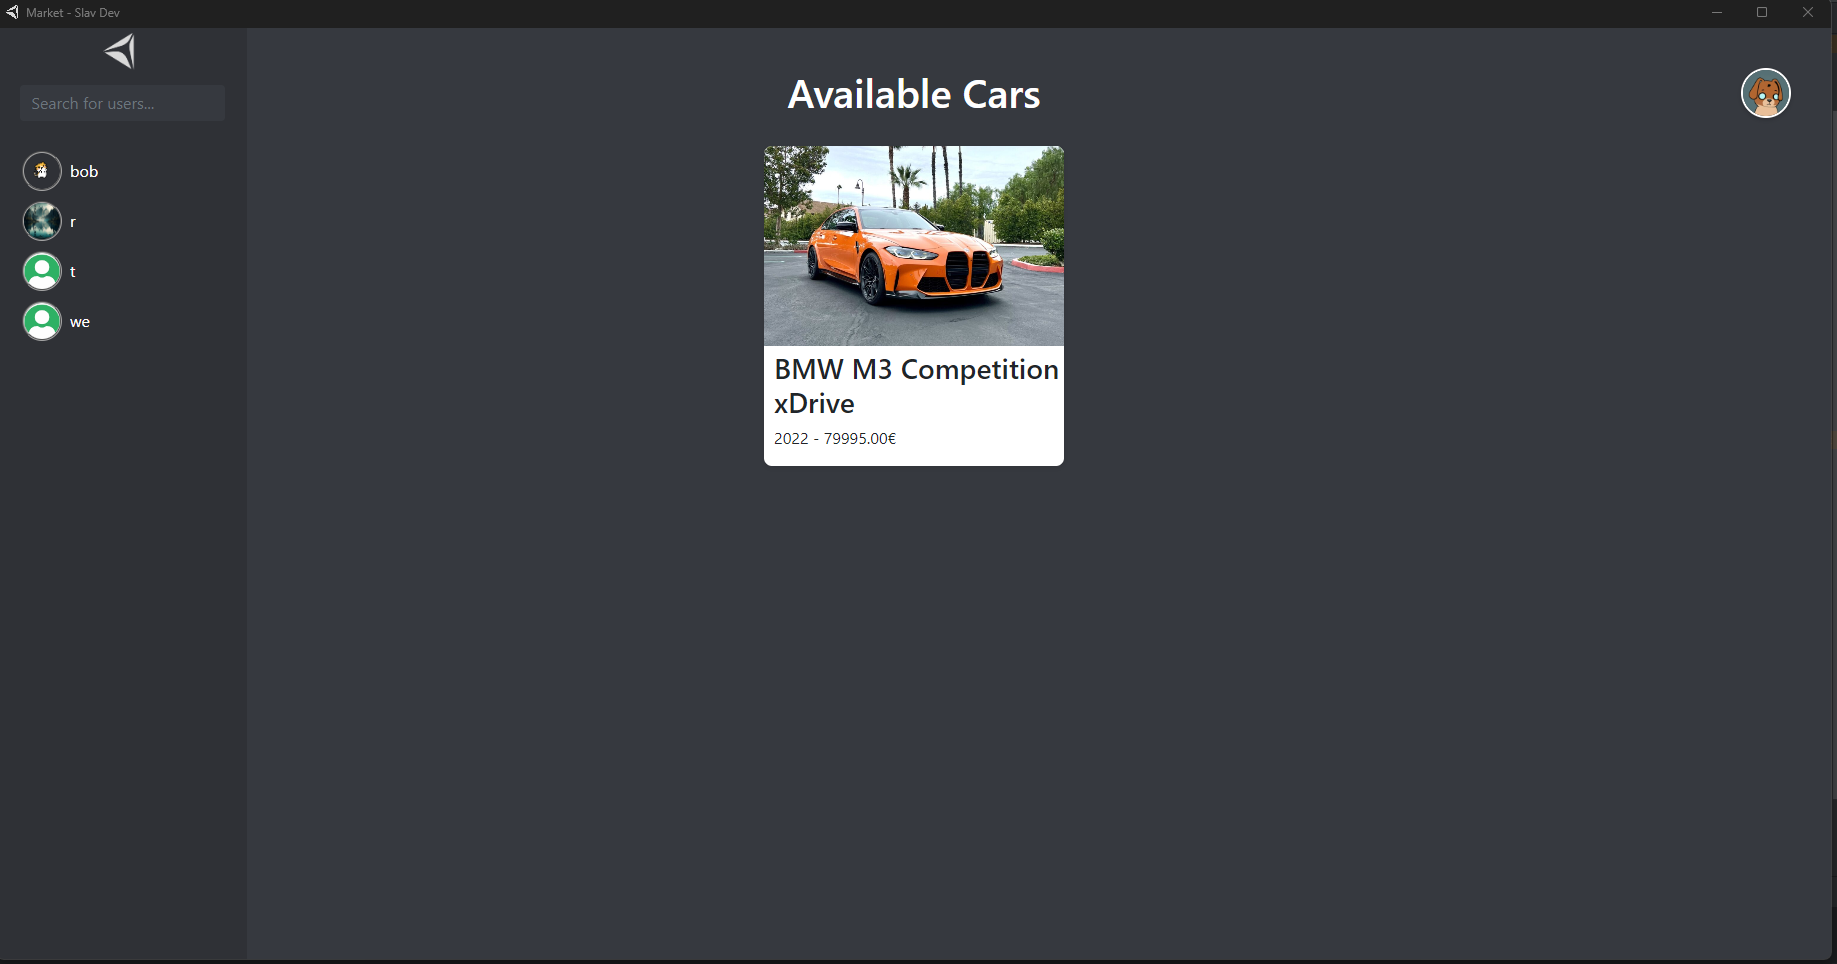 Market - Slav Dev
Search for users...
bob
r
t
we
Available Cars
BMW M3 Competition
xDrive
2022 - 79995.00€